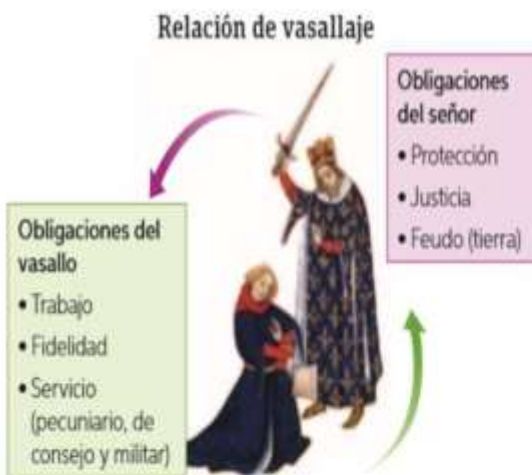 Relación de vasallaje
Obligaciones
del señor
• Protección
• Justicia
• Feudo (tierra)
Obligaciones del
vasallo
• Trabajo
• Fidelidad
• Servicio
(pecuniario, de
consejo y militar)